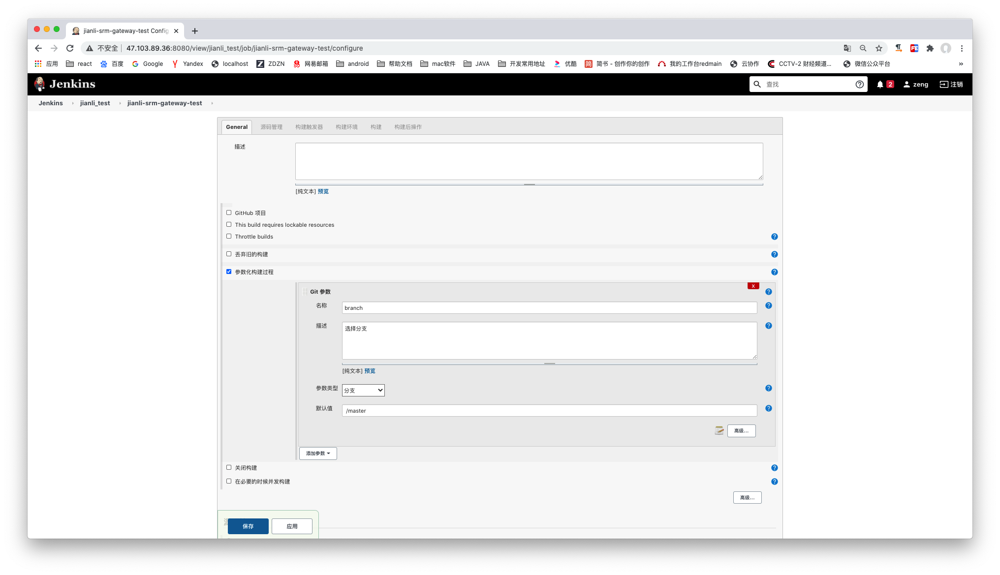 jianli-srm-gateway-test Config
不安全 47.103.89.36:8080/view/jianli_test/job/jianli-srm-gateway-test/configure
应用 react 百度 Google Yandex localhost ZDZN 网易邮箱 android 帮助文档 mac软件 JAVA 开发常用地址 优酷 简书 - 创作你的创作 我的工作台redmain 云协作 CCTV-2 财经频道... 微信公众平台 »
Jenkins 查找 2 zeng 注销
Jenkins jianli_test jianli-srm-gateway-test
General 源码管理 构建触发器 构建环境 构建 构建后操作
描述
[纯文本] 预览
GitHub 项目
This build requires lockable resources
Throttle builds
丢弃旧的构建
参数化构建过程
X
Git 参数
名称 branch
描述 选择分支
[纯文本] 预览
参数类型 分支
默认值 /master
高级...
添加参数
关闭构建
在必要的时候并发构建
高级...
保存 应用